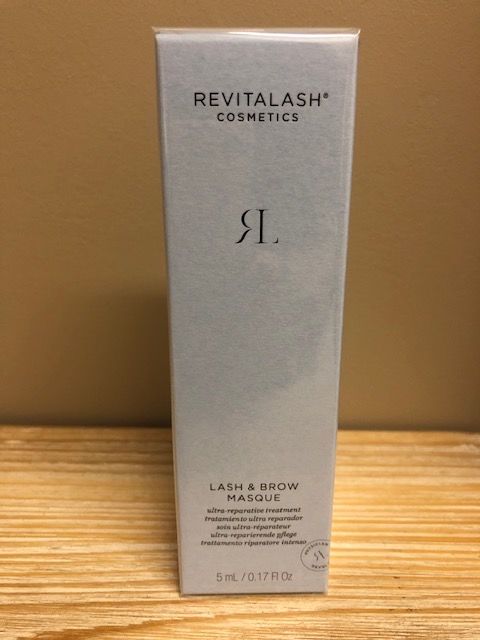 REVITALASH®
COSMETICS
RL
LASH & BROW
MASQUE
ultra-reparative treatment
tratamiento ultra reparador
soin ultra-réparateur
ultra-reparierende pflege
trattamento riparatore intenso
5 mL / 0.17 Fl Oz